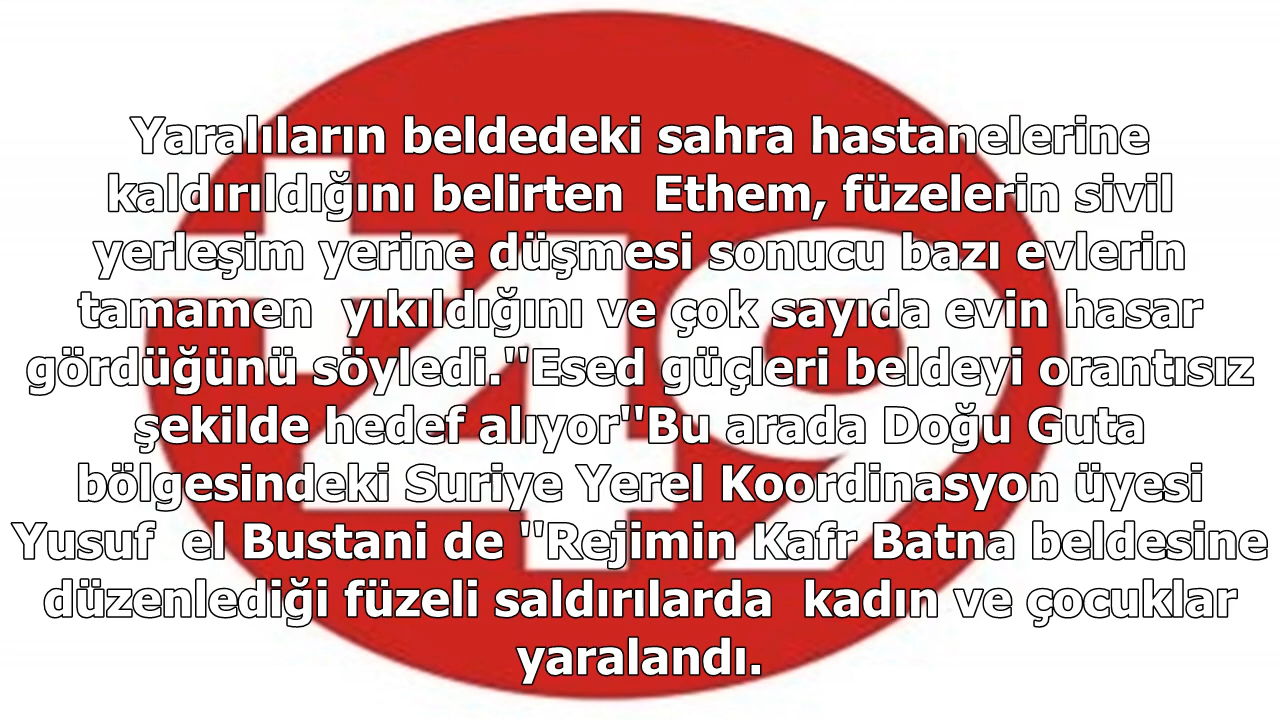 Yaralıların beldedeki sahra hastanelerine
kaldırıldığını belirten  Ethem, füzelerin sivil
yerleşim yerine düşmesi sonucu bazı evlerin
tamamen  yıkıldığını ve çok sayıda evin hasar
gördüğünü söyledi."Esed güçleri beldeyi orantısız
şekilde hedef alıyor"Bu arada Doğu Guta
bölgesindeki Suriye Yerel Koordinasyon üyesi
Yusuf  el Bustani de "Rejimin Kafr Batna beldesine
düzenlediği füzeli saldırılarda  kadın ve çocuklar
yaralandı.
+49